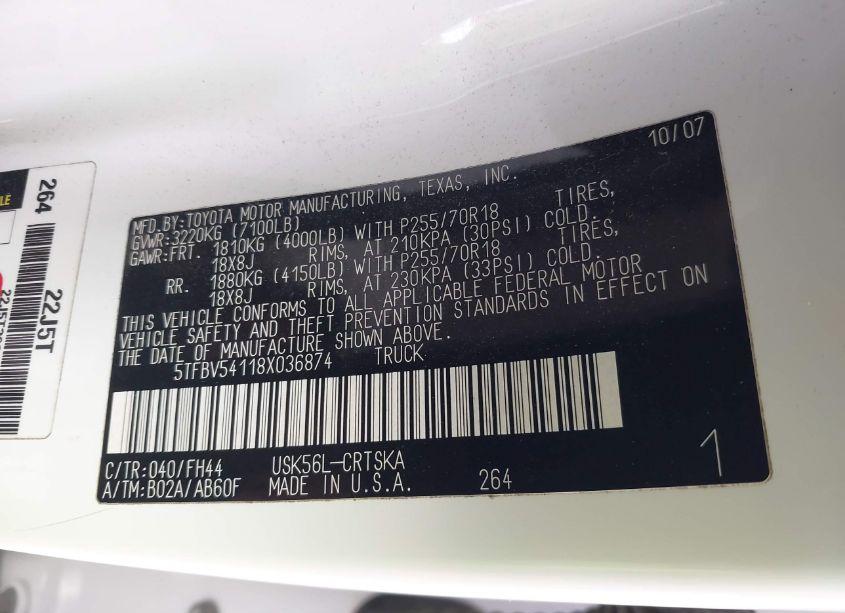 10/07
MFD.BY:TOYOTA MOTOR MANUFACTURING, TEXAS, INC.
GVWR:3220KG (7100LB)
GAWR:FRT. 1810KG (4000LB) WITH P255/70R18 TIRES,
18X8J RIMS, AT 210KPA (30PSI) COLD.
RR. 1880KG (4150LB) WITH P255/70R18 TIRES,
18X8J RIMS, AT 230KPA (33PSI) COLD.
THIS VEHICLE CONFORMS TO ALL APPLICABLE FEDERAL MOTOR
VEHICLE SAFETY AND THEFT PREVENTION STANDARDS IN EFFECT ON
THE DATE OF MANUFACTURE SHOWN ABOVE.
5TFBV54118X036874 TRUCK
C/TR:040/FH44 USK56L-CRTSKA
A/TM:B02A/AB60F MADE IN U.S.A. 264
1
264
22J5T